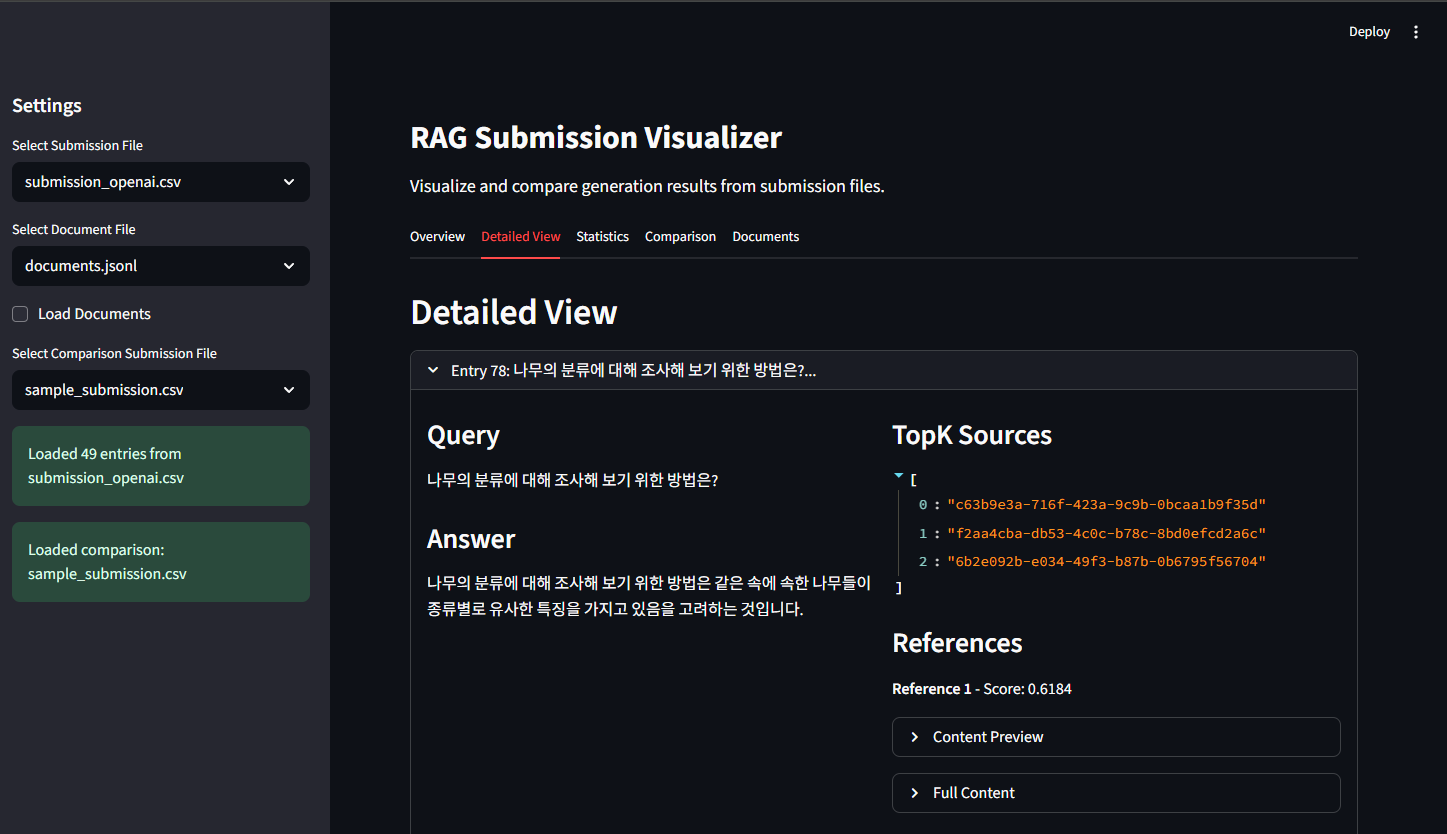 Deploy
Settings
Select Submission File
submission_openai.csv
Select Document File
documents.jsonl
Load Documents
Select Comparison Submission File
sample_submission.csv
Loaded 49 entries from
submission_openai.csv
Loaded comparison:
sample_submission.csv
RAG Submission Visualizer
Visualize and compare generation results from submission files.
Overview Detailed View Statistics Comparison Documents
Detailed View
Entry 78: 나무의 분류에 대해 조사해 보기 위한 방법은?...
Query
나무의 분류에 대해 조사해 보기 위한 방법은?
Answer
나무의 분류에 대해 조사해 보기 위한 방법은 같은 속에 속한 나무들이
종류별로 유사한 특징을 가지고 있음을 고려하는 것입니다.
TopK Sources
[
0 : "c63b9e3a-716f-423a-9c9b-0bcaa1b9f35d"
1 : "f2aa4cba-db53-4c0c-b78c-8bd0efcd2a6c"
2 : "6b2e092b-e034-49f3-b87b-0b6795f56704"
]
References
Reference 1 - Score: 0.6184
Content Preview
Full Content